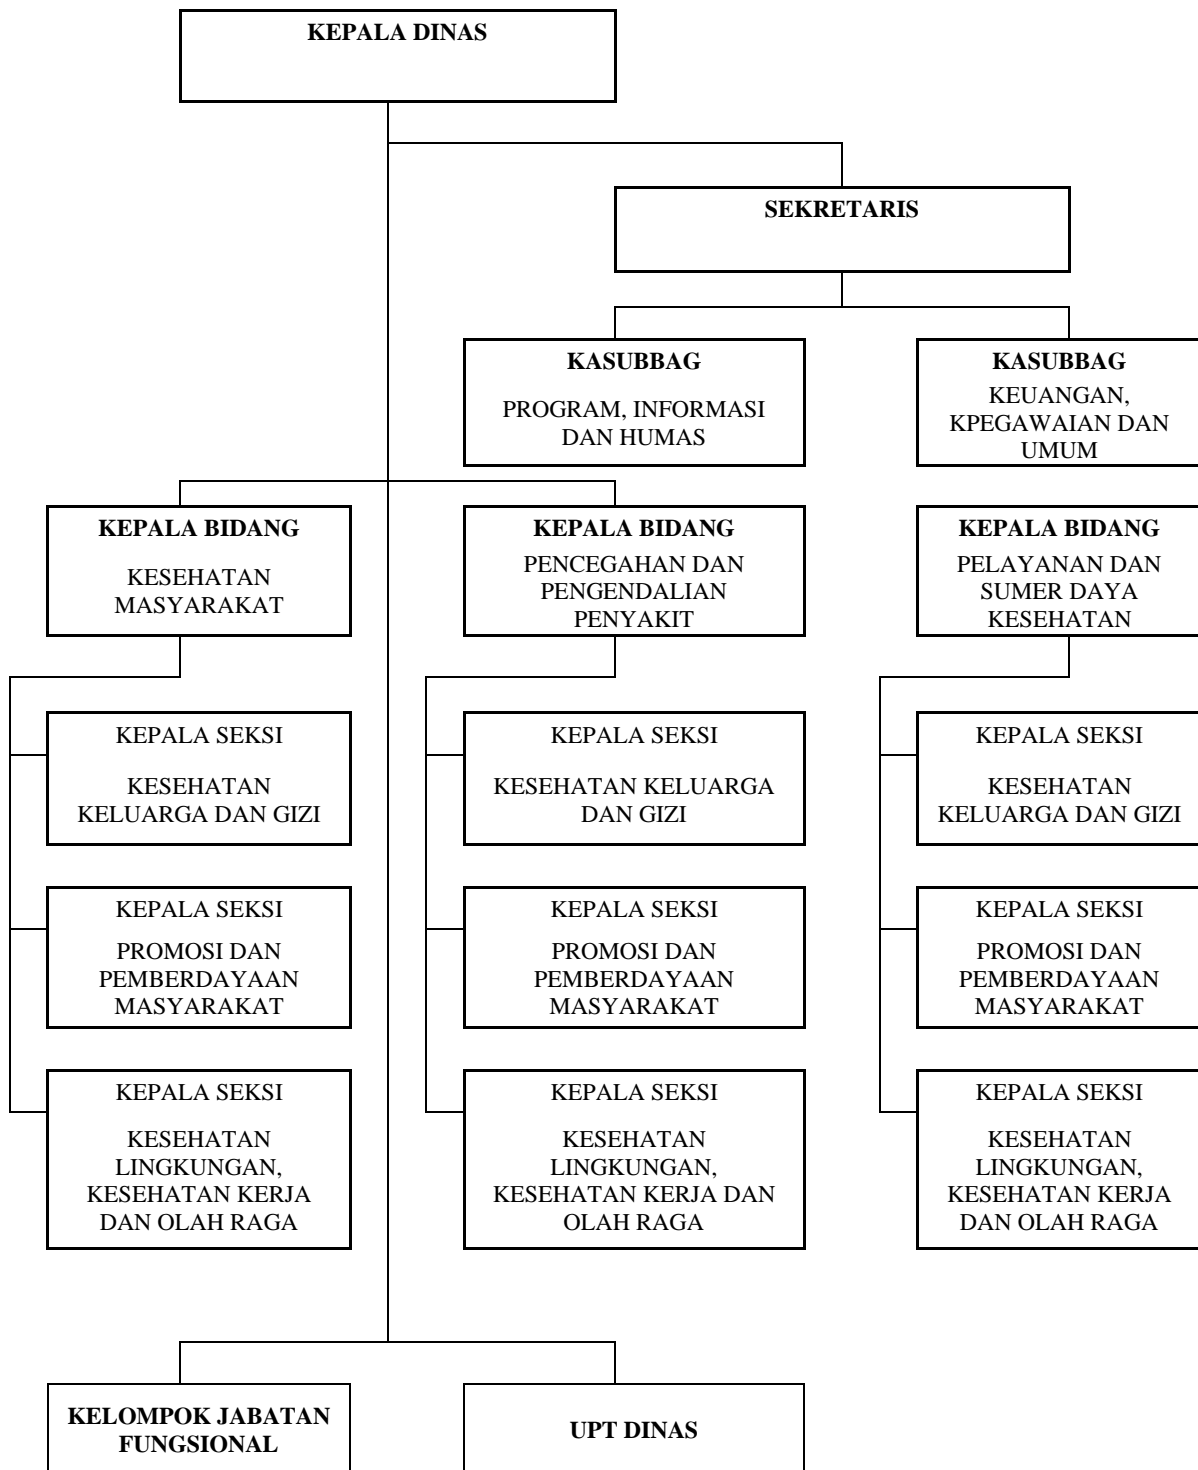 KEPALA DINAS
SEKRETARIS
KASUBBAG
PROGRAM, INFORMASI
DAN HUMAS
KASUBBAG
KEUANGAN,
KPEGAWAIAN DAN
UMUM
KEPALA BIDANG
KESEHATAN
MASYARAKAT
KEPALA BIDANG
PENCEGAHAN DAN
PENGENDALIAN
PENYAKIT
KEPALA BIDANG
PELAYANAN DAN
SUMER DAYA
KESEHATAN
KEPALA SEKSI
KESEHATAN
KELUARGA DAN GIZI
KEPALA SEKSI
KESEHATAN KELUARGA
DAN GIZI
KEPALA SEKSI
KESEHATAN
KELUARGA DAN GIZI
KEPALA SEKSI
PROMOSI DAN
PEMBERDAYAAN
MASYARAKAT
KEPALA SEKSI
PROMOSI DAN
PEMBERDAYAAN
MASYARAKAT
KEPALA SEKSI
PROMOSI DAN
PEMBERDAYAAN
MASYARAKAT
KEPALA SEKSI
KESEHATAN
LINGKUNGAN,
KESEHATAN KERJA
DAN OLAH RAGA
KEPALA SEKSI
KESEHATAN
LINGKUNGAN,
KESEHATAN KERJA DAN
OLAH RAGA
KEPALA SEKSI
KESEHATAN
LINGKUNGAN,
KESEHATAN KERJA
DAN OLAH RAGA
KELOMPOK JABATAN
FUNGSIONAL
UPT DINAS